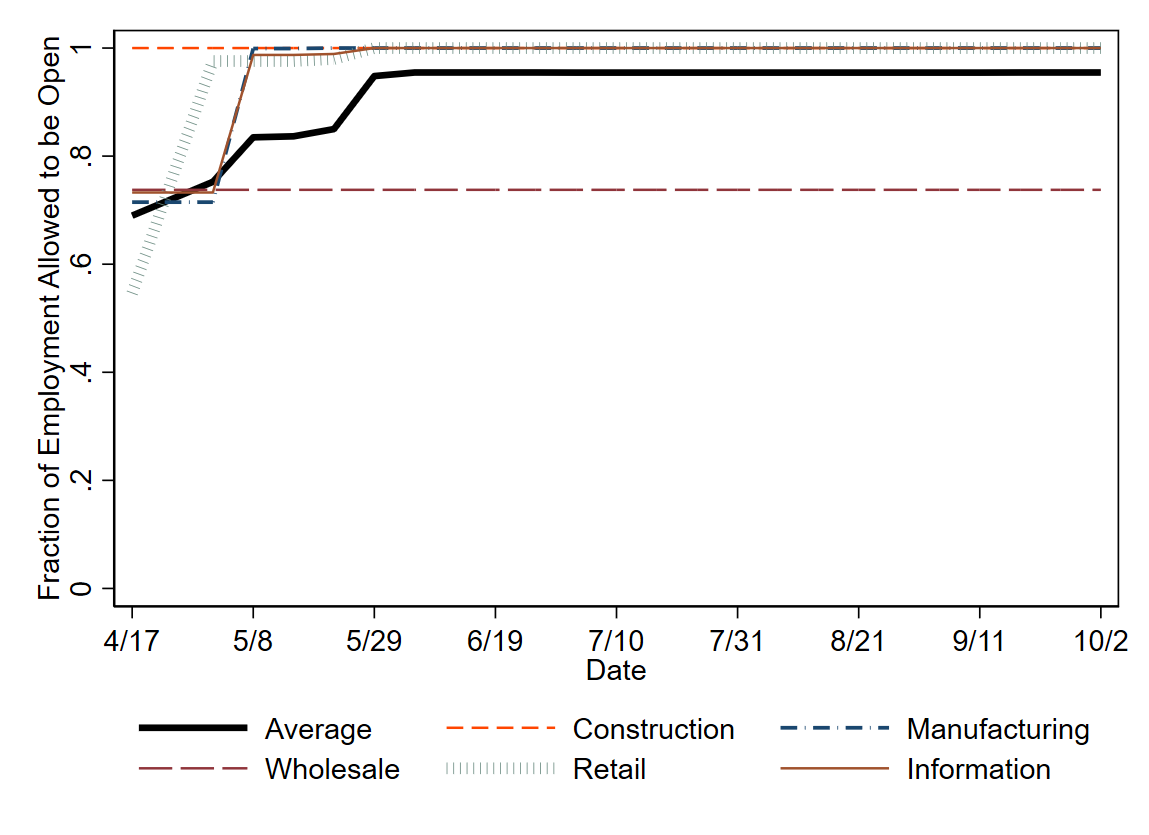 Fraction of Employment Allowed to be Open
1
.8
.6
.4
.2
0
4/17 5/8 5/29 6/19 7/10 7/31 8/21 9/11 10/2
Date
Average Construction Manufacturing
Wholesale Retail Information